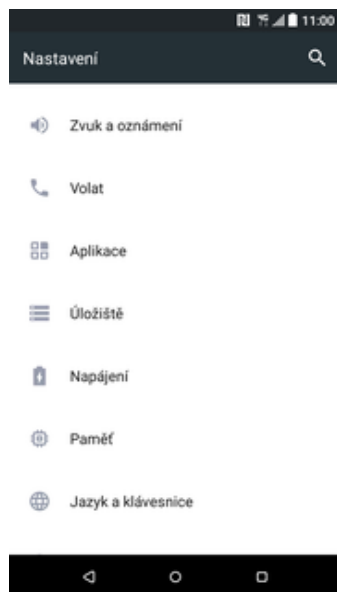 11:00
Nastavení
Zvuk a oznámení
Volat
Aplikace
Úložiště
Napájení
Paměť
Jazyk a klávesnice